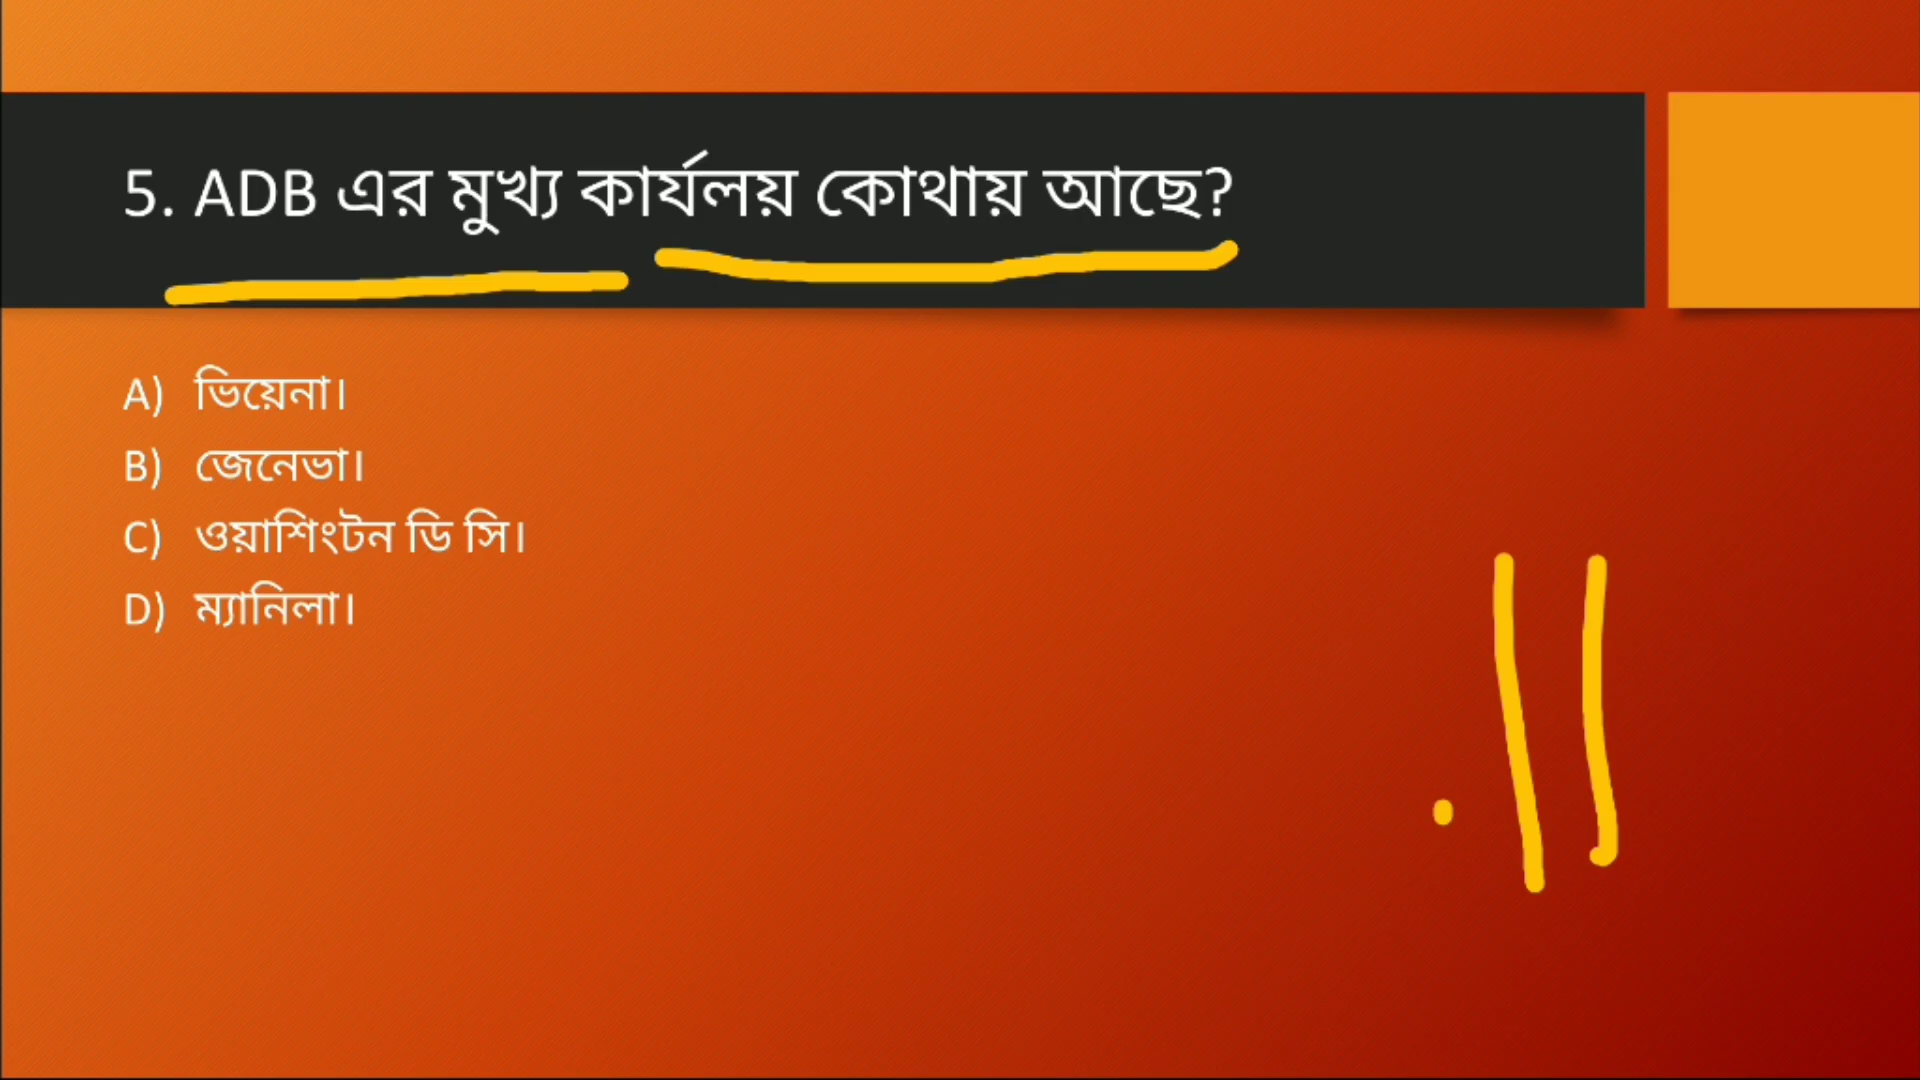 5. ADB এর মুখ্য কার্যলয় কোথায় আছে?
A) ভিয়েনা।
B) জেনেভা।
C) ওয়াশিংটন ডি সি।
D) ম্যানিলা।